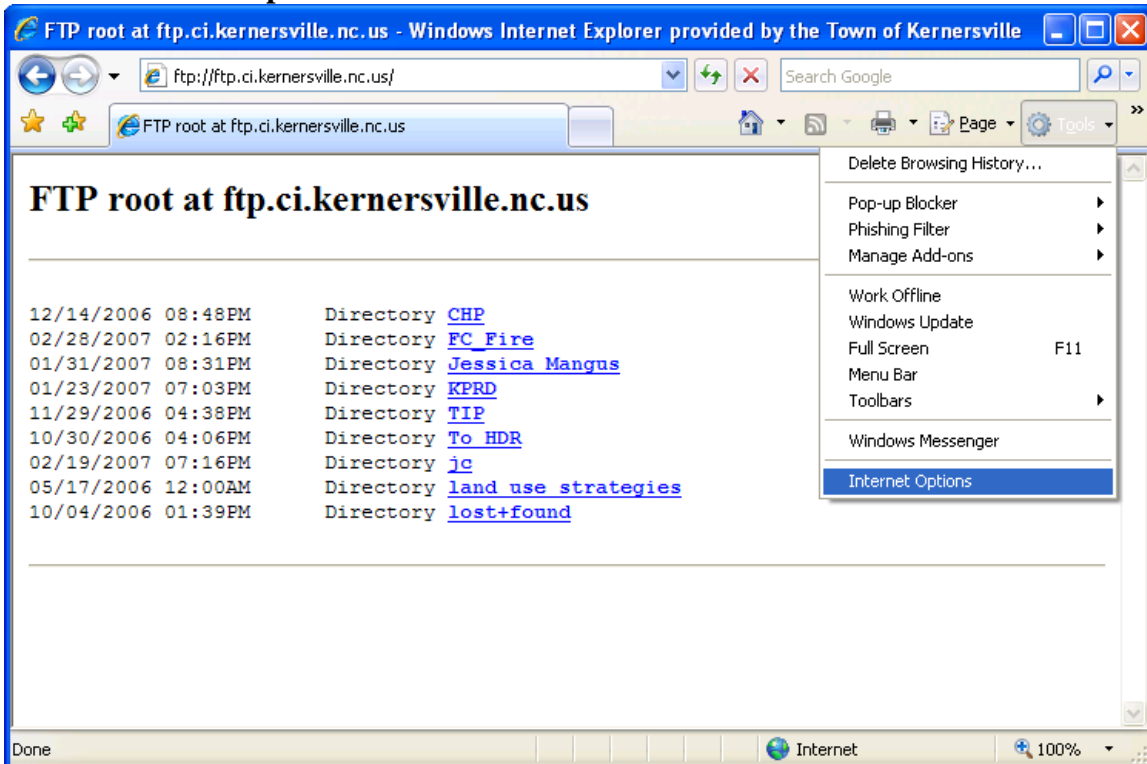 FTP root at ftp.ci.kernersville.nc.us - Windows Internet Explorer provided by the Town of Kernersville
ftp://ftp.ci.kernersville.nc.us/
Search Google
FTP root at ftp.ci.kernersville.nc.us
Page
Tools
»
Delete Browsing History...
Pop-up Blocker
Phishing Filter
Manage Add-ons
Work Offline
Windows Update
Full Screen F11
Menu Bar
Toolbars
Windows Messenger
Internet Options
FTP root at ftp.ci.kernersville.nc.us
12/14/2006 08:48PM Directory CHP
02/28/2007 02:16PM Directory FC_Fire
01/31/2007 08:31PM Directory Jessica Mangus
01/23/2007 07:03PM Directory KPRD
11/29/2006 04:38PM Directory TIP
10/30/2006 04:06PM Directory To HDR
02/19/2007 07:16PM Directory jc
05/17/2006 12:00AM Directory land use strategies
10/04/2006 01:39PM Directory lost+found
Done
Internet
100%